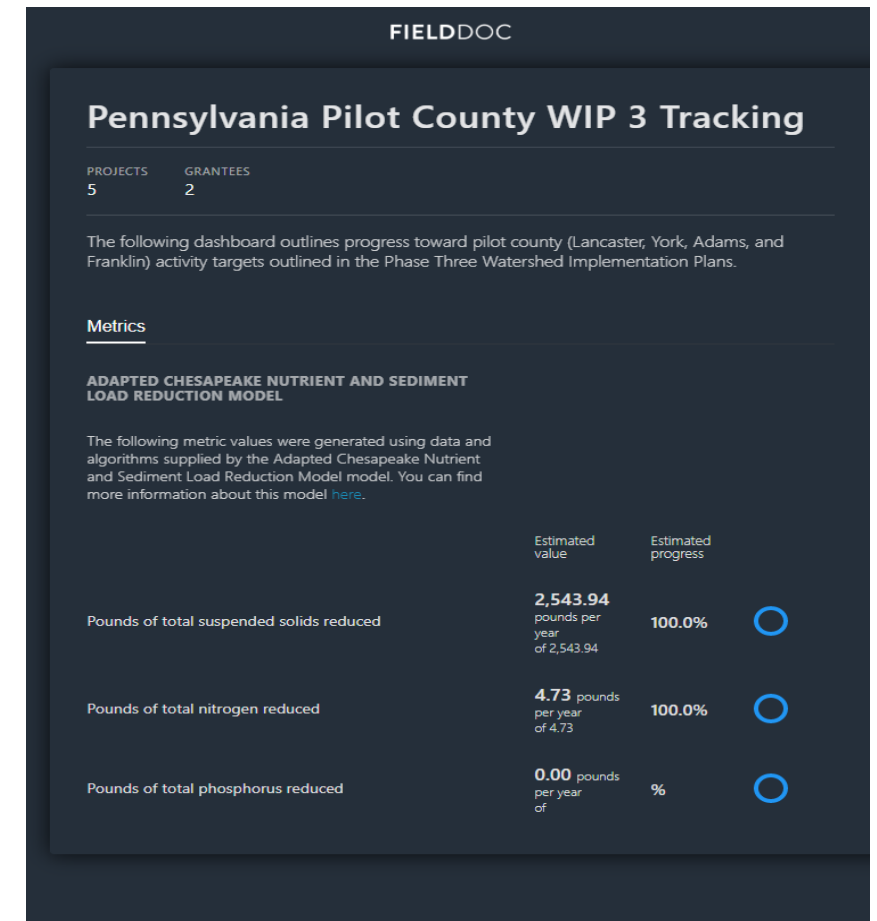 FIELDDOC
Pennsylvania Pilot County WIP 3 Tracking
PROJECTS GRANTEES
5 2
The following dashboard outlines progress toward pilot county (Lancaster, York, Adams, and
Franklin) activity targets outlined in the Phase Three Watershed Implementation Plans.
Metrics
ADAPTED CHESAPEAKE NUTRIENT AND SEDIMENT
LOAD REDUCTION MODEL
The following metric values were generated using data and
algorithms supplied by the Adapted Chesapeake Nutrient
and Sediment Load Reduction Model model. You can find
more information about this model here.
Estimated Estimated
value progress
Pounds of total suspended solids reduced
2,543.94
pounds per
year
of 2,543.94
100.0%
Pounds of total nitrogen reduced
4.73 pounds
per year
of 4.73
100.0%
Pounds of total phosphorus reduced
0.00 pounds
per year
of
%